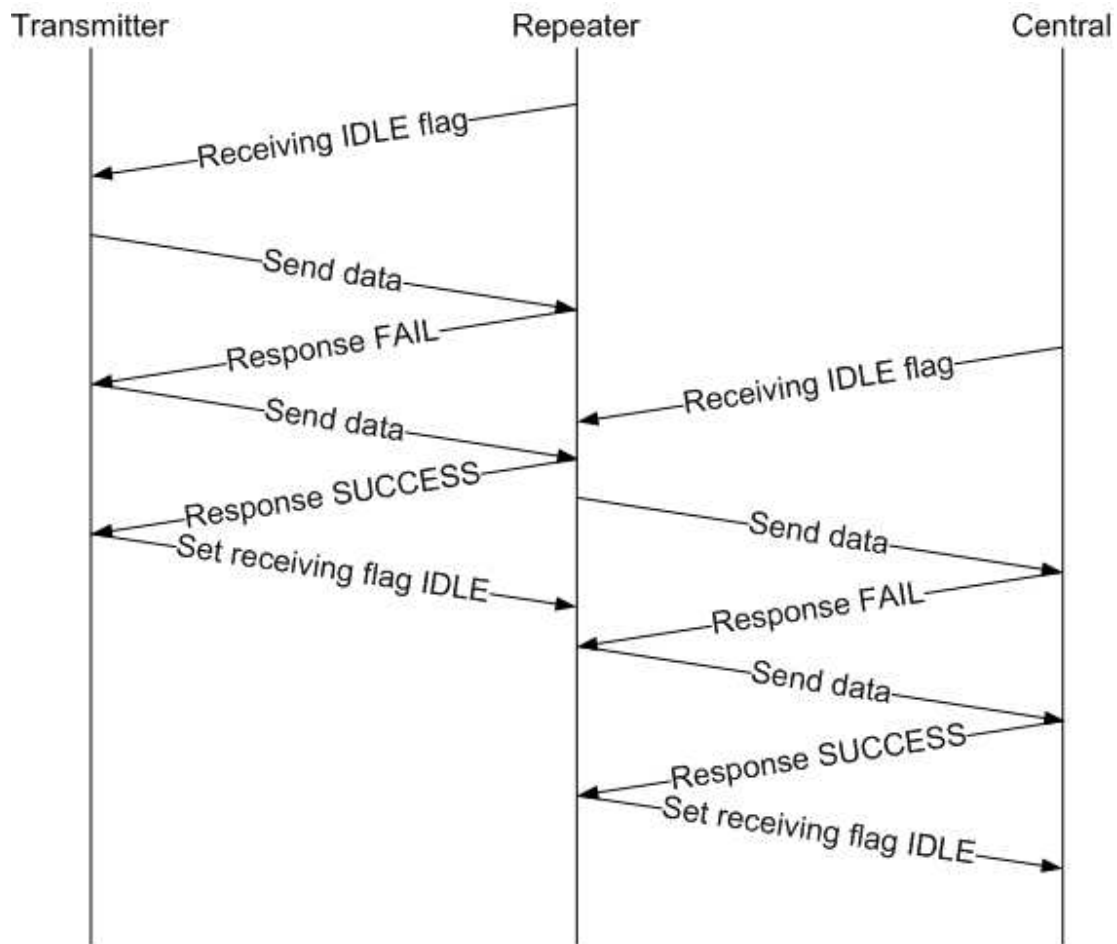 Transmitter
Repeater
Central
Receiving IDLE flag
Send data
Response FAIL
Receiving IDLE flag
Send data
Response SUCCESS
Send data
Set receiving flag IDLE
Response FAIL
Send data
Response SUCCESS
Set receiving flag IDLE